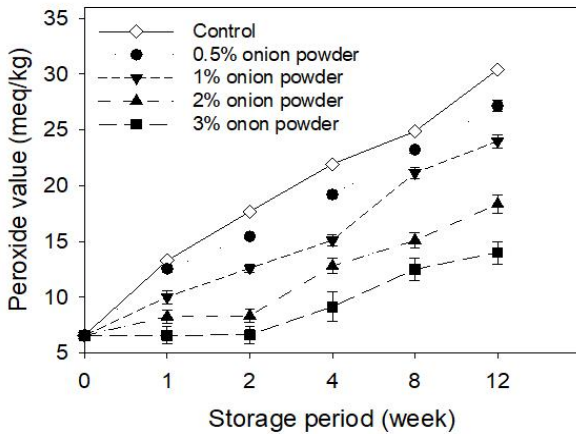 Control
0.5% onion powder
1% onion powder
2% onion powder
3% onon powder
Peroxide value (meq/kg)
35
30
25
20
15
10
5
0 1 2 4 8 12
Storage period (week)